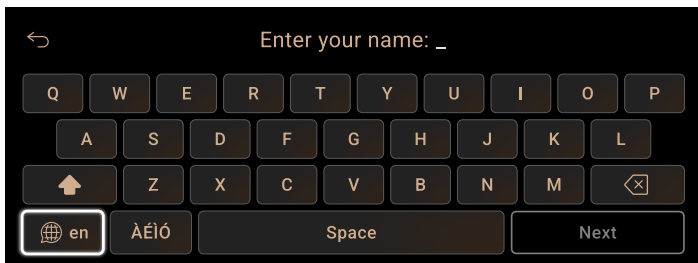 Enter your name: _
Q W E R T Y U I O P
A S D F G H J K L
Z X C V B N M
en ÀÉÌÓ Space Next